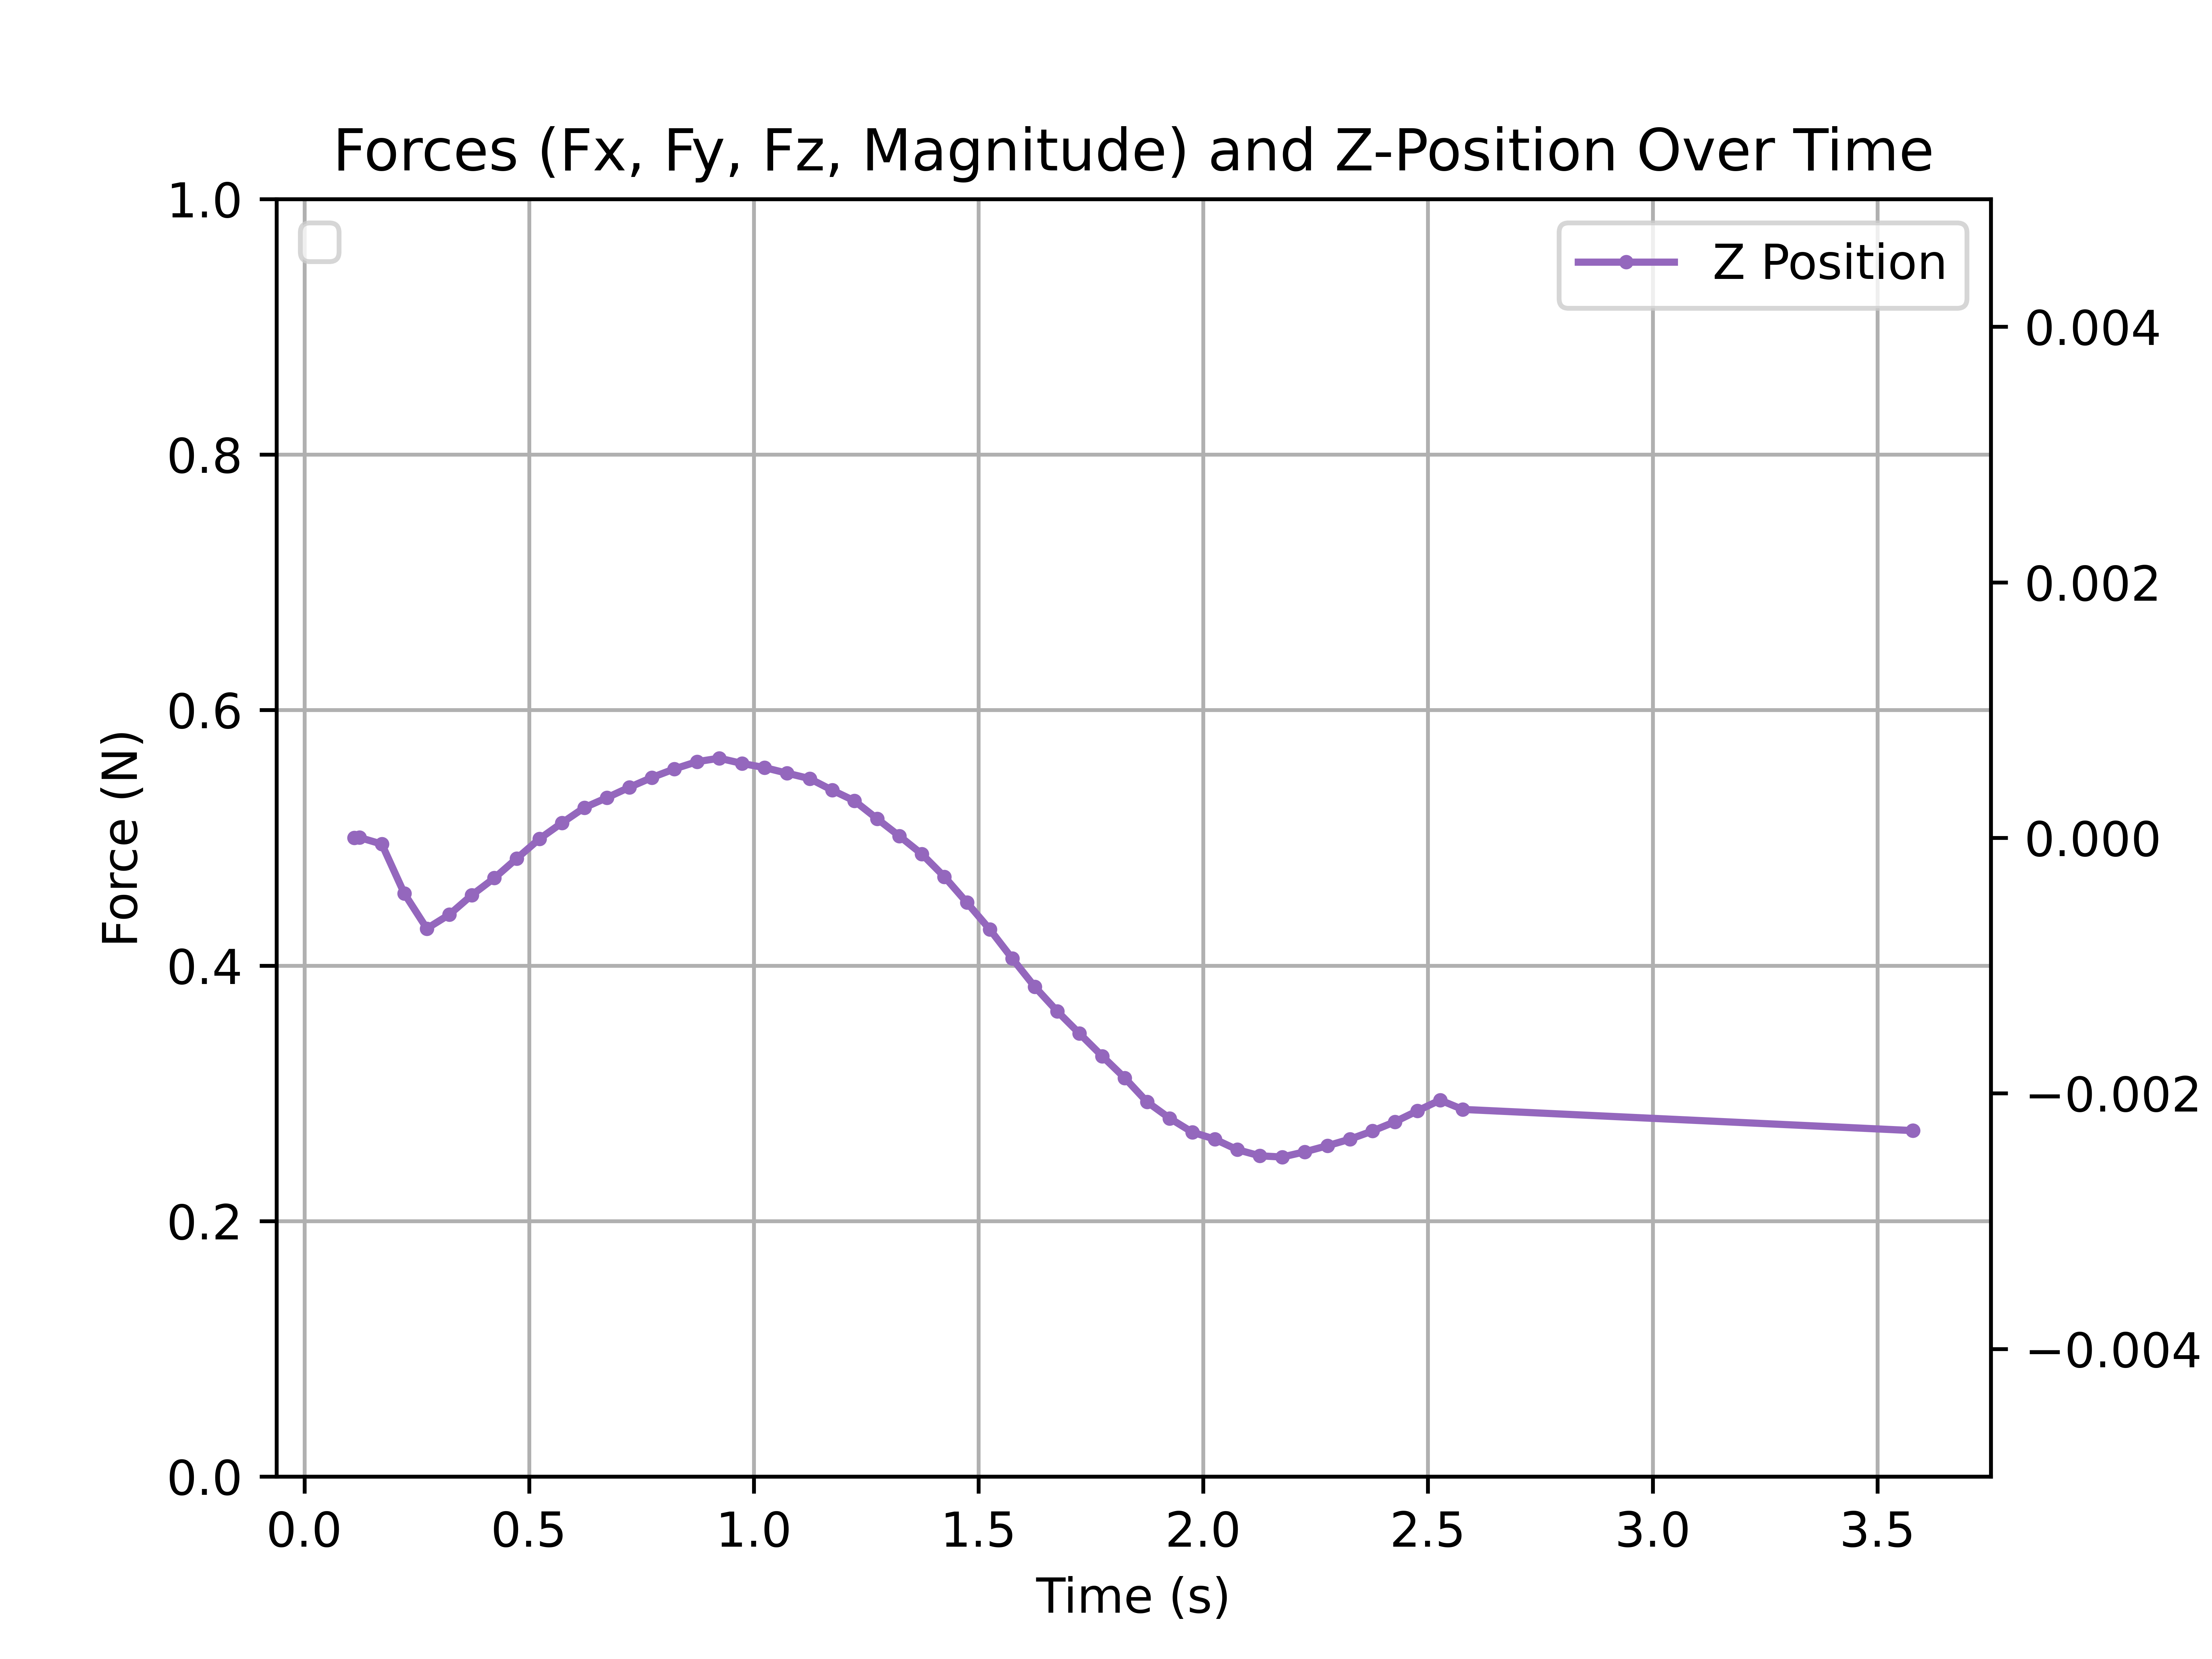 Forces (Fx, Fy, Fz, Magnitude) and Z-Position Over Time
Z Position
Force (N)
1.0
0.8
0.6
0.4
0.2
0.0
0.004
0.002
0.000
−0.002
−0.004
0.0 0.5 1.0 1.5 2.0 2.5 3.0 3.5
Time (s)